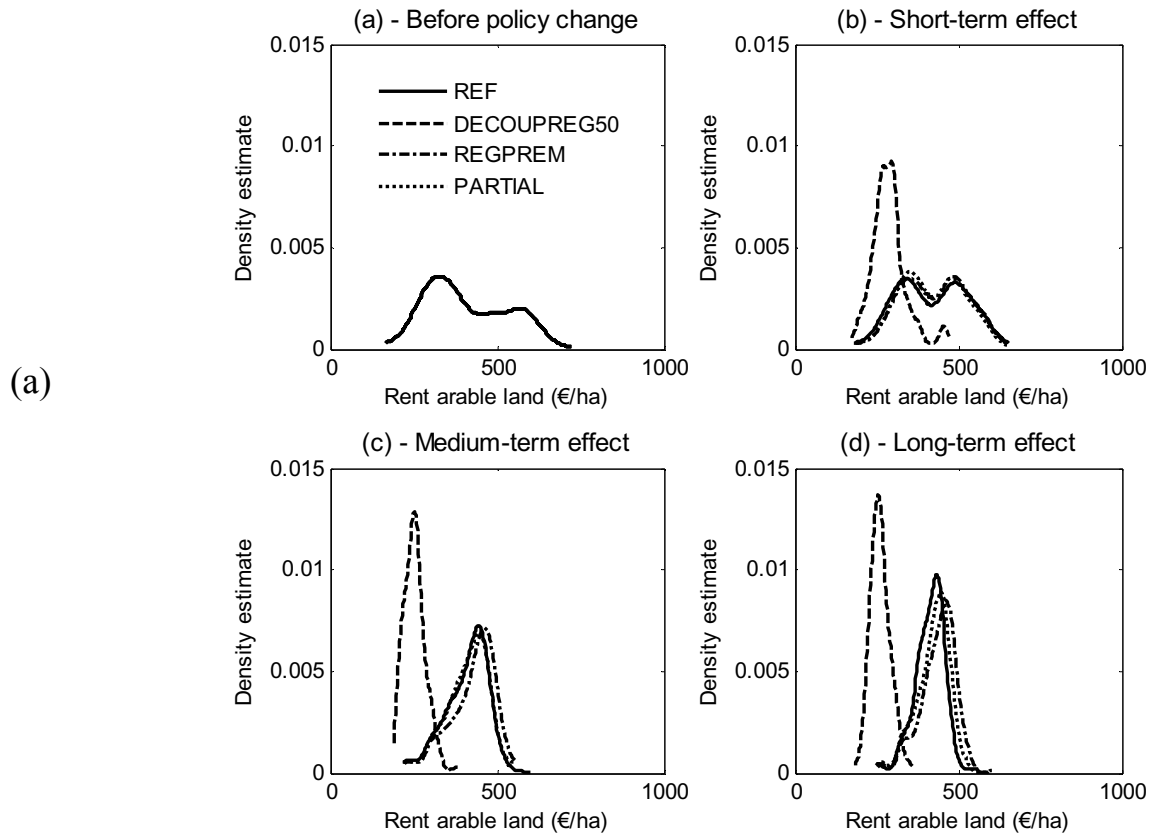 (a)
(a) - Before policy change
0.015
0.01
0.005
0
Density estimate
REF
DECOUPREG50
REGPREM
PARTIAL
0
500
1000
Rent arable land (€/ha)
(b) - Short-term effect
0.015
0.01
0.005
0
Density estimate
0
500
1000
Rent arable land (€/ha)
(c) - Medium-term effect
0.015
0.01
0.005
0
Density estimate
0
500
1000
Rent arable land (€/ha)
(d) - Long-term effect
0.015
0.01
0.005
0
Density estimate
0
500
1000
Rent arable land (€/ha)